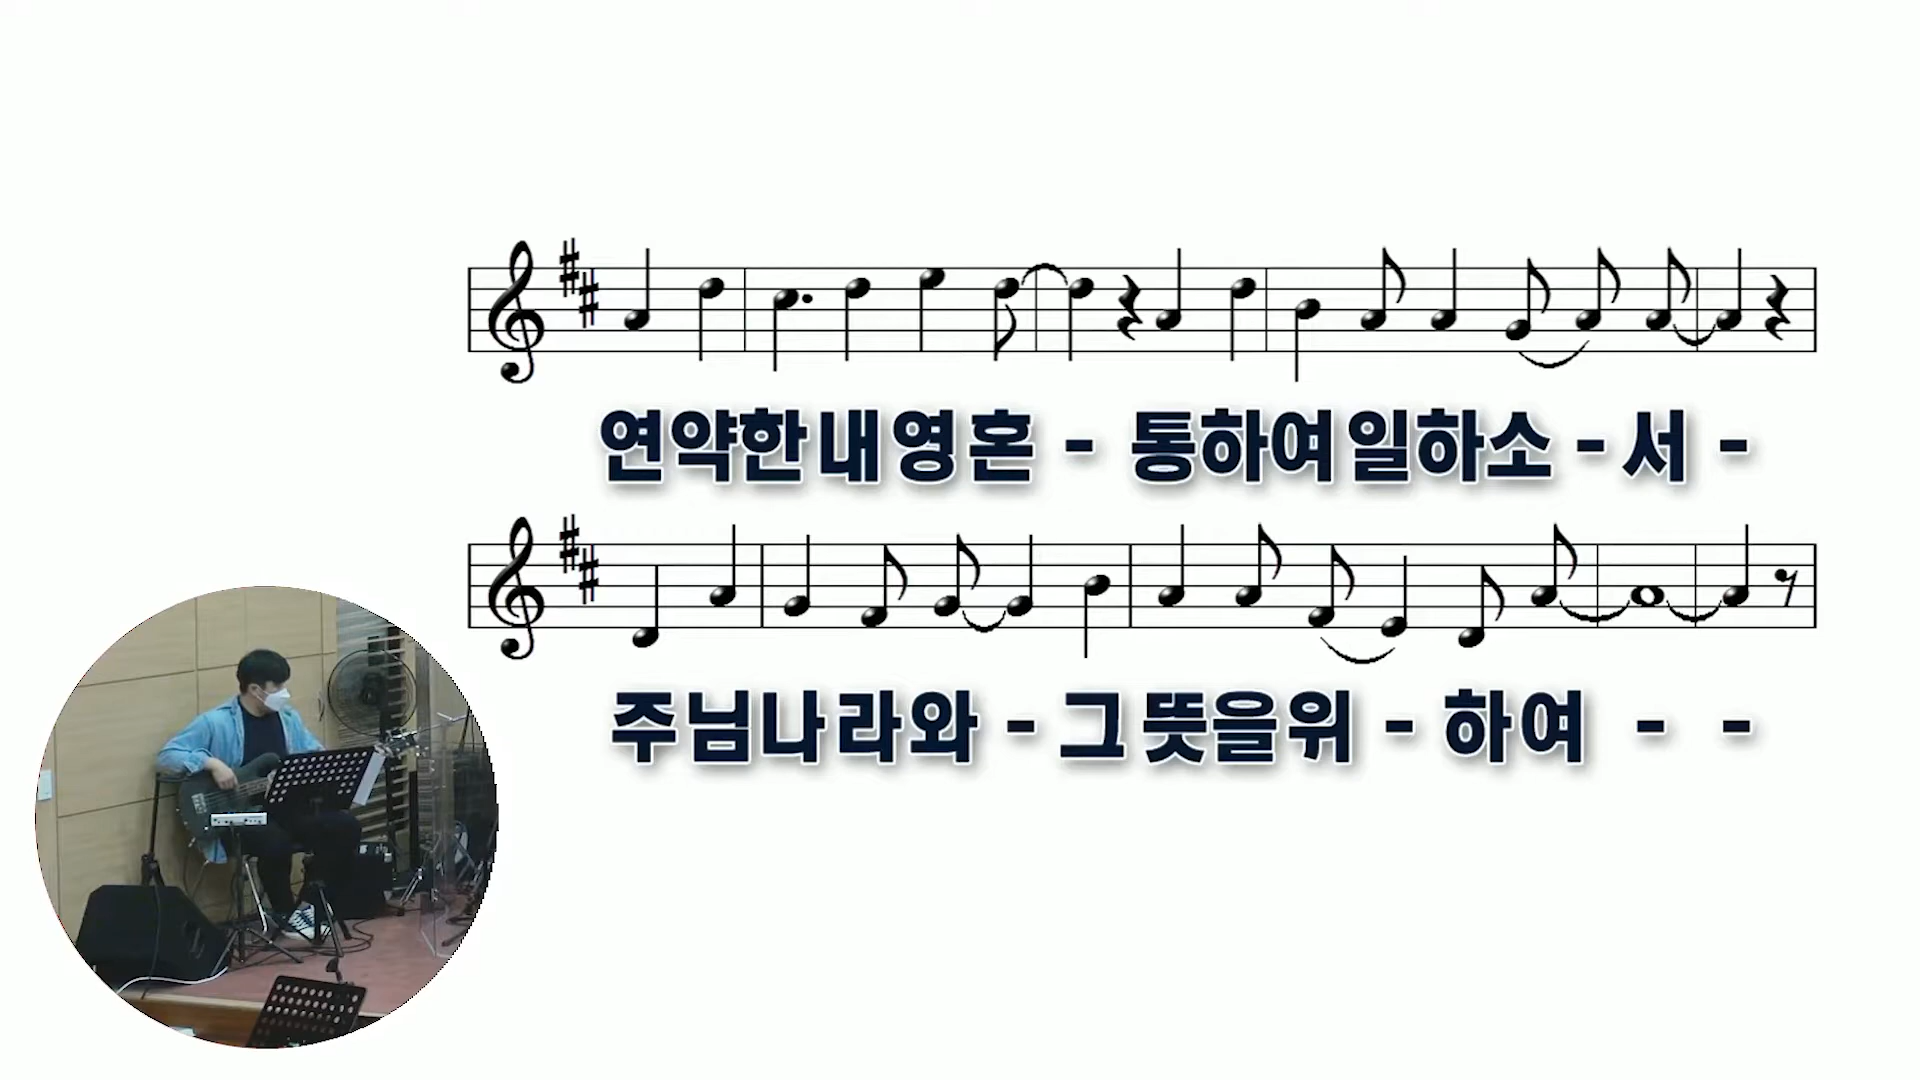 연약한 내 영 혼 - 통하여 일하소 - 서 -
주님나라와 - 그 뜻을위 - 하여 - -